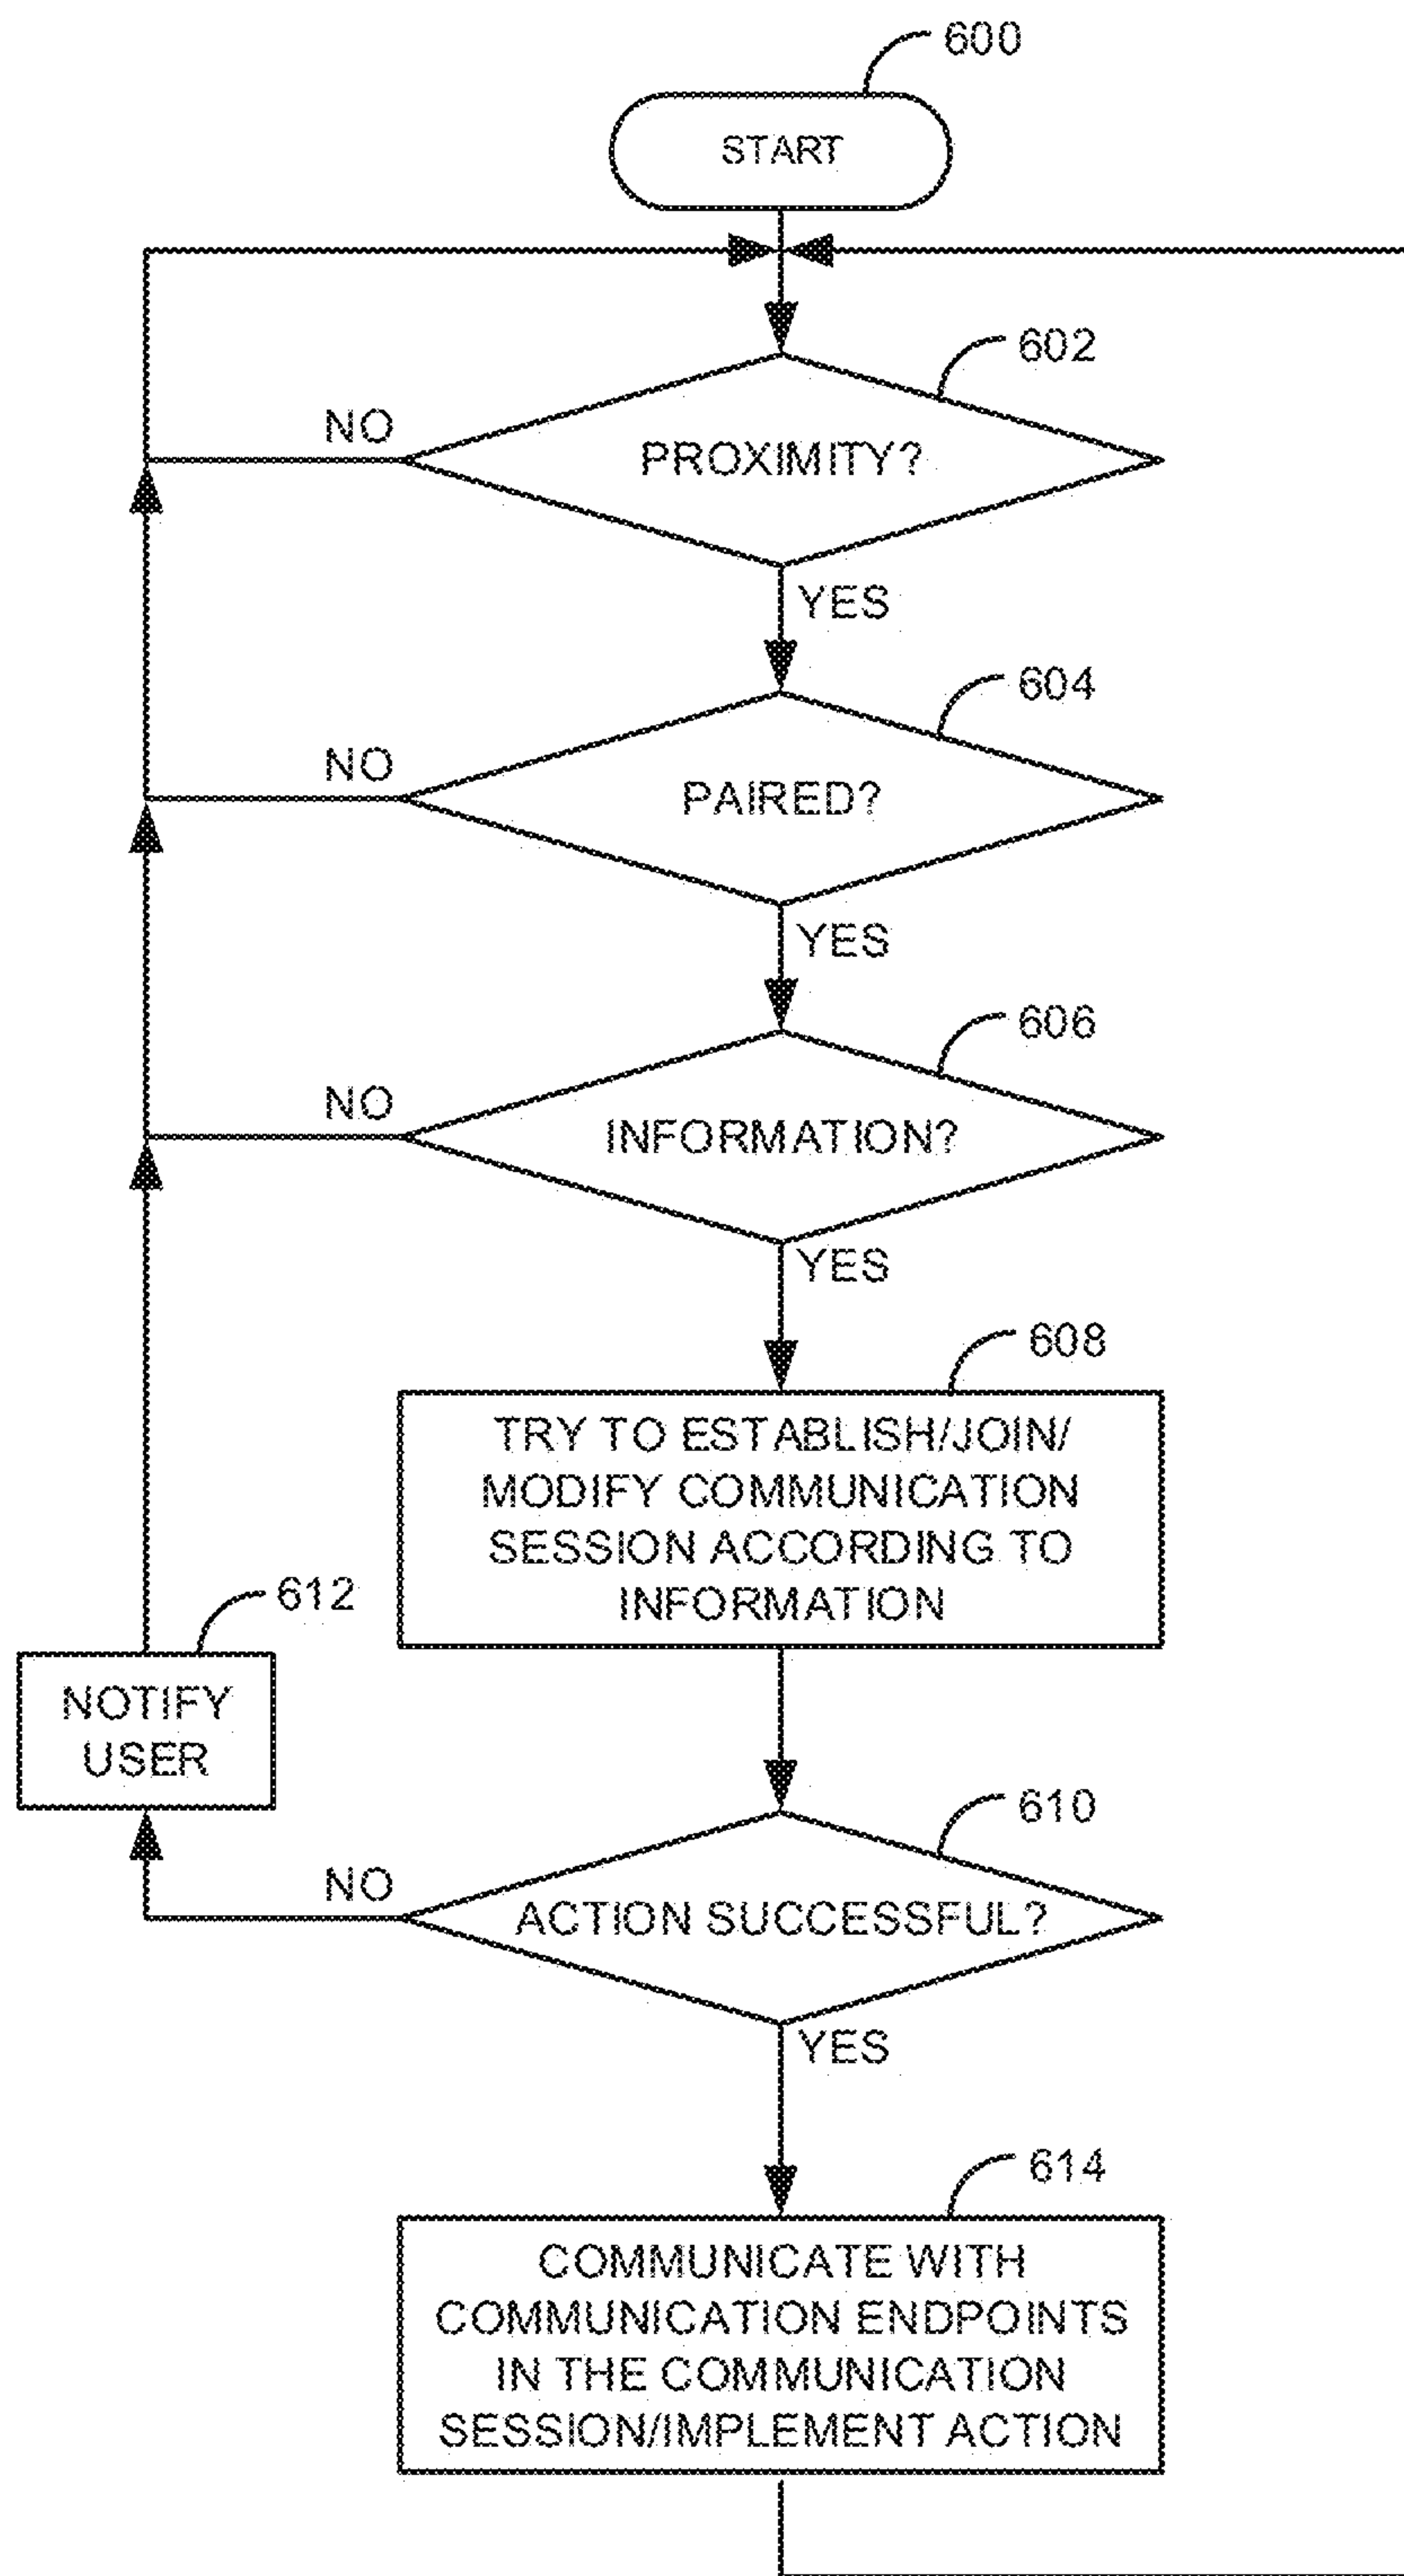 600
START
602
NO
PROXIMITY?
YES
604
NO
PAIRED?
YES
606
NO
INFORMATION?
YES
608
TRY TO ESTABLISH/JOIN/
MODIFY COMMUNICATION
SESSION ACCORDING TO
INFORMATION
612
NOTIFY
USER
610
NO
ACTION SUCCESSFUL?
YES
614
COMMUNICATE WITH
COMMUNICATION ENDPOINTS
IN THE COMMUNICATION
SESSION/IMPLEMENT ACTION